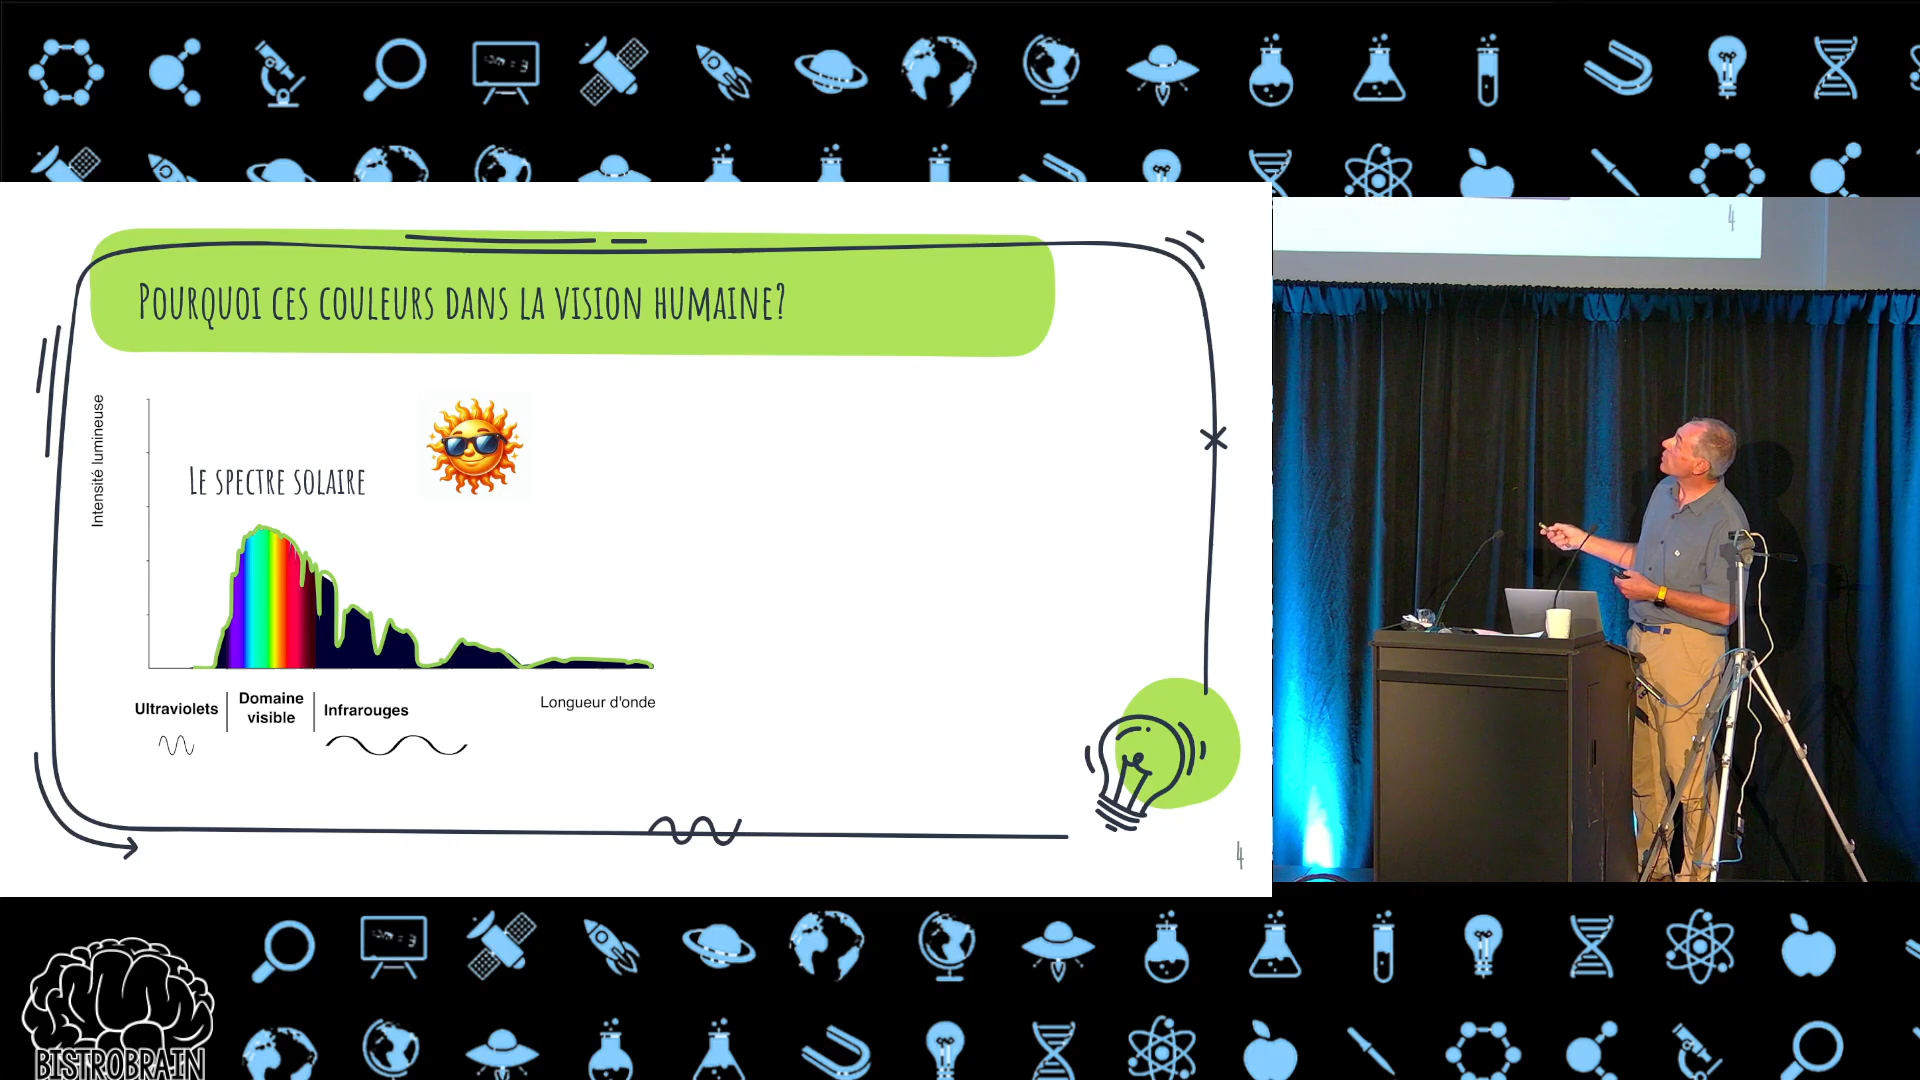 Pourquoi ces couleurs dans la vision humaine?
Intensité lumineuse
Le spectre solaire
Ultraviolets
Domaine
visible
Infrarouges
Longueur d'onde
4
4
BISTROBRAIN